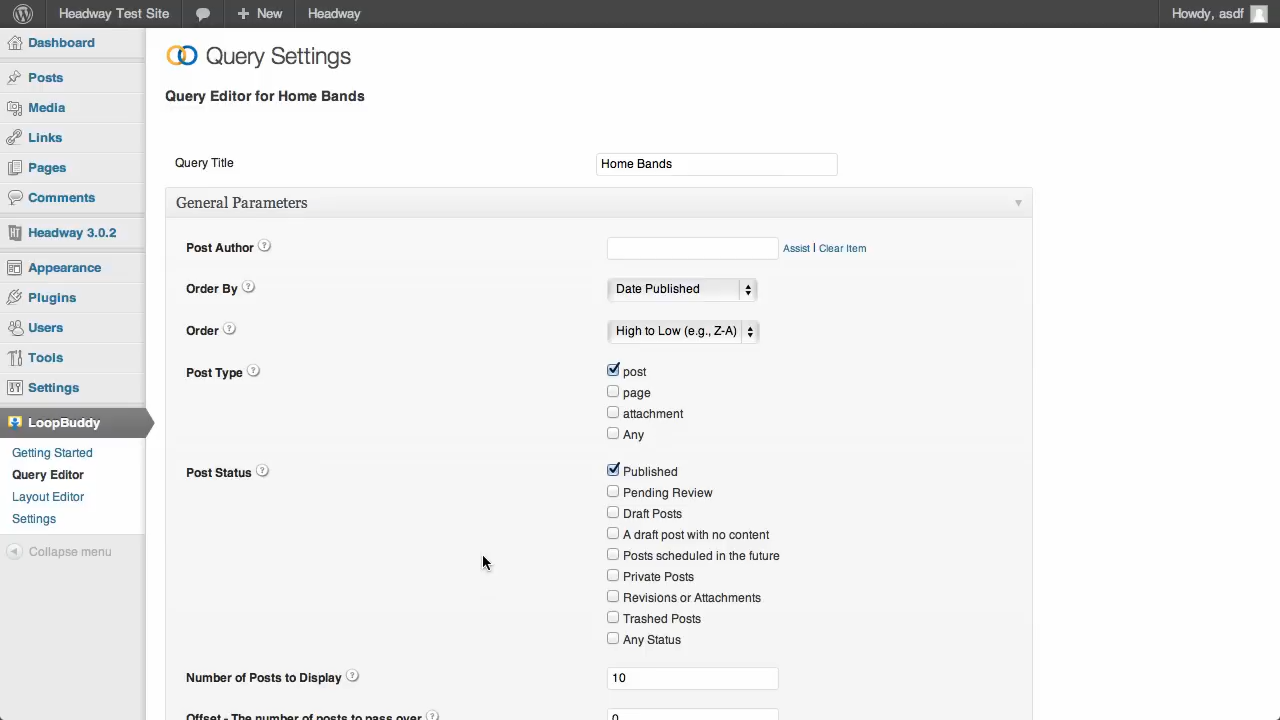 Headway Test Site
New
Headway
Howdy, asdf
Dashboard
Posts
Media
Links
Pages
Comments
Headway 3.0.2
Appearance
Plugins
Users
Tools
Settings
LoopBuddy
Getting Started
Query Editor
Layout Editor
Settings
Collapse menu
Query Settings
Query Editor for Home Bands
Query Title
Home Bands
General Parameters
Post Author ?
Assist | Clear Item
Order By ?
Date Published
Order ?
High to Low (e.g., Z-A)
Post Type ?
post
page
attachment
Any
Post Status ?
Published
Pending Review
Draft Posts
A draft post with no content
Posts scheduled in the future
Private Posts
Revisions or Attachments
Trashed Posts
Any Status
Number of Posts to Display ?
10
Offset - The number of posts to pass over ?
0